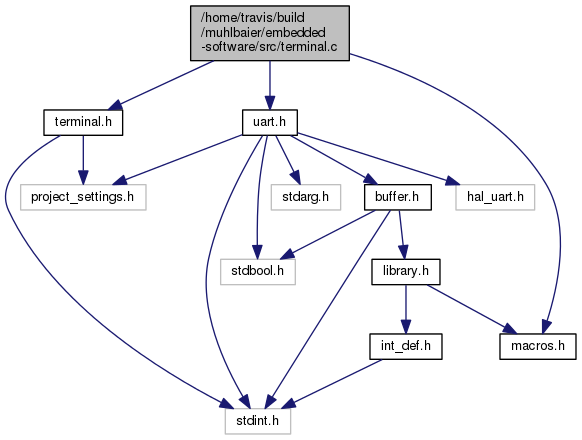 /home/travis/build
/muhlbaier/embedded
-software/src/terminal.c
terminal.h
uart.h
project_settings.h
stdarg.h
buffer.h
hal_uart.h
stdbool.h
library.h
int_def.h
macros.h
stdint.h